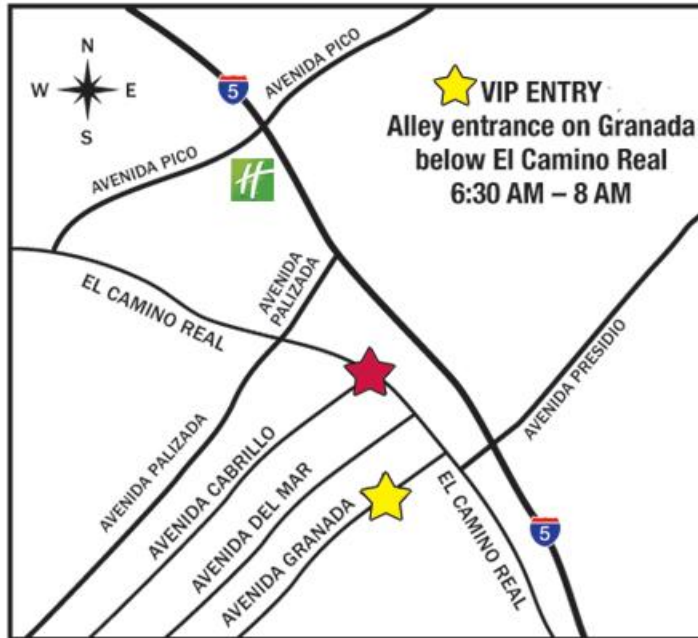 N
W E
S
5
AVENIDA PICO
VIP ENTRY
Alley entrance on Granada
below El Camino Real
6:30 AM – 8 AM
AVENIDA PICO
H
EL CAMINO REAL
AVENIDA
PALIZADA
AVENIDA PRESIDIO
AVENIDA PALIZADA
AVENIDA CABRILLO
AVENIDA DEL MAR
AVENIDA GRANADA
EL CAMINO REAL
5